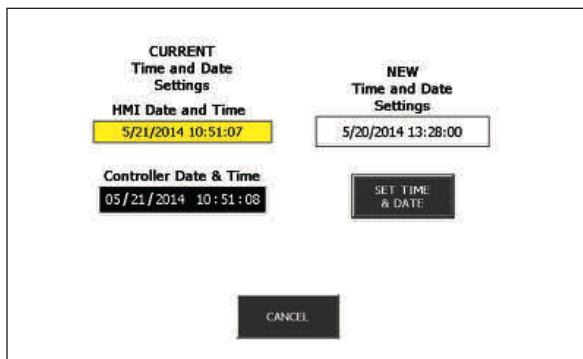 CURRENT
Time and Date
Settings
HMI Date and Time
5/21/2014 10:51:07
Controller Date & Time
05/21/2014 10:51:08
NEW
Time and Date
Settings
5/20/2014 13:28:00
SET TIME
& DATE
CANCEL